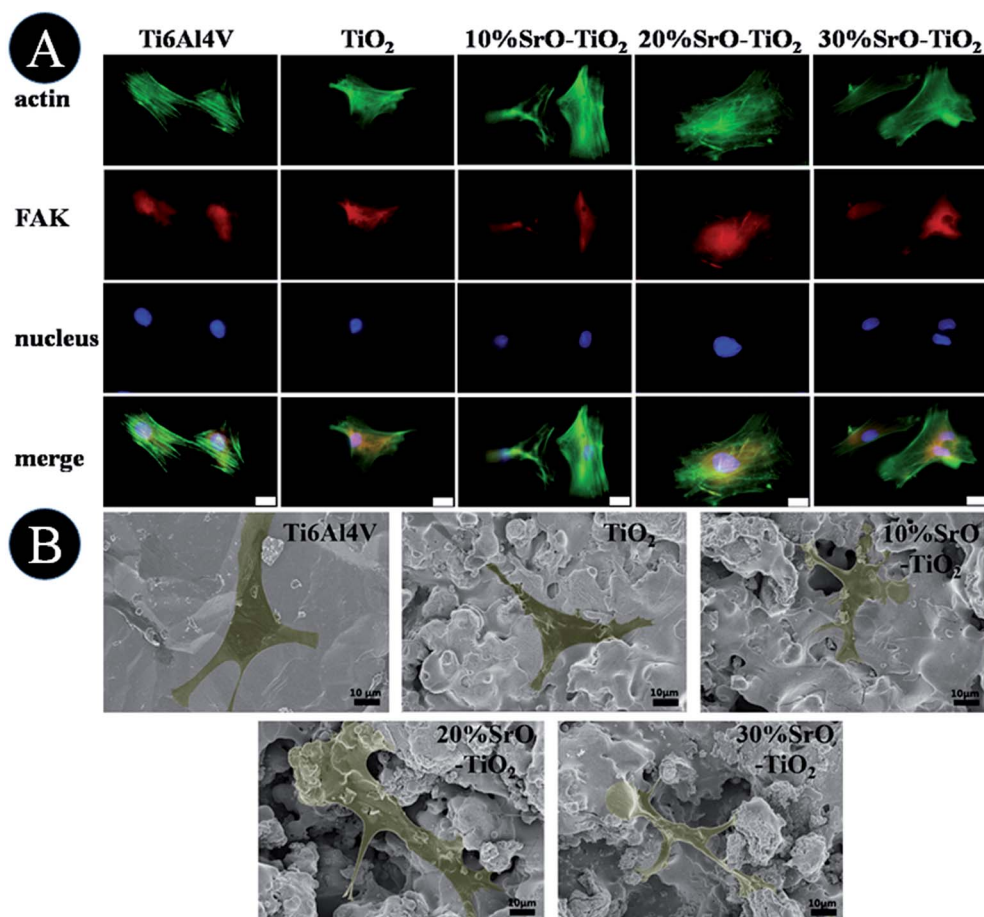 A
Ti6Al4V TiO₂ 10%SrO-TiO₂ 20%SrO-TiO₂ 30%SrO-TiO₂
actin
FAK
nucleus
merge
B
Ti6Al4V
10 μm
TiO₂
10μm
10%SrO
-TiO₂
10μm
20%SrO
-TiO₂
10μm
30%SrO
-TiO₂
10μm